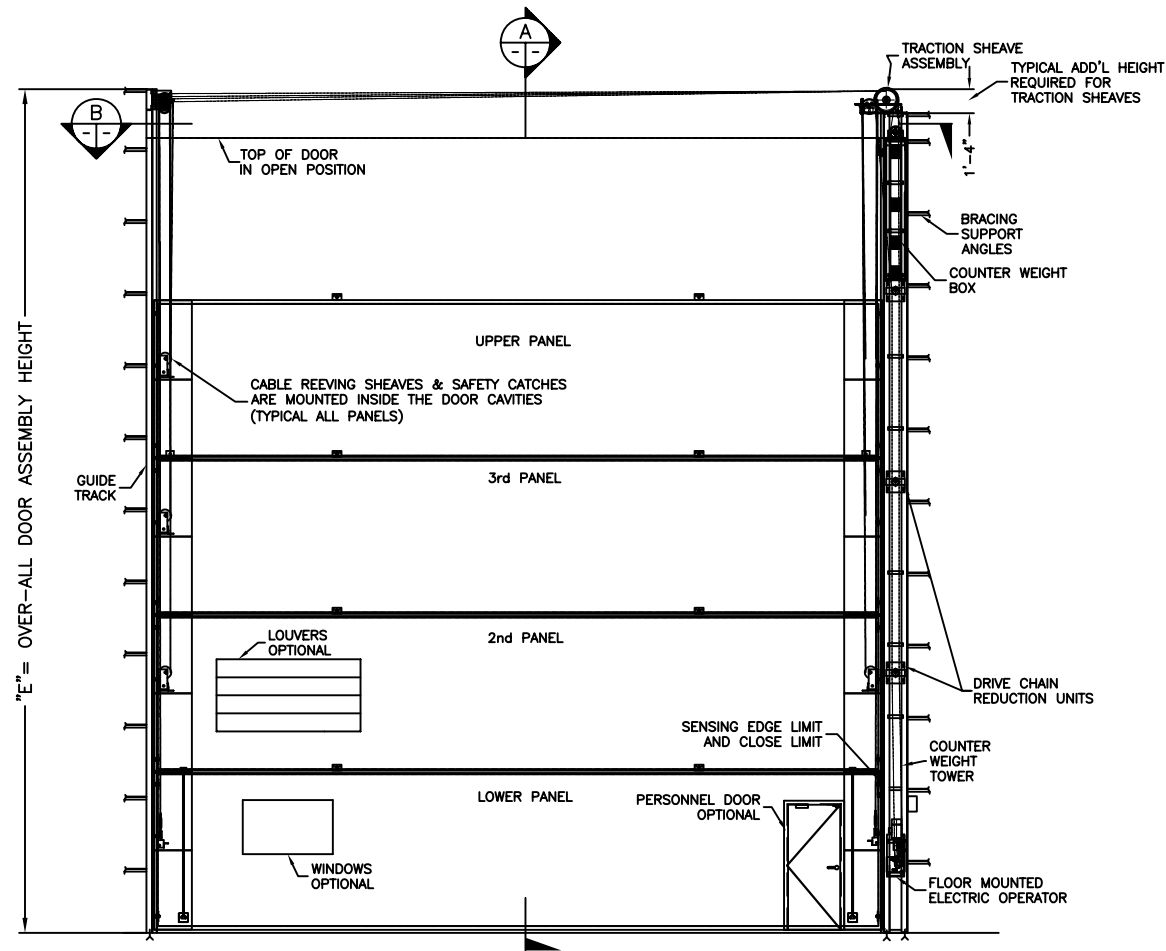 A
- -
TRACTION SHEAVE
ASSEMBLY
TYPICAL ADD'L HEIGHT
REQUIRED FOR
TRACTION SHEAVES
B
- -
TOP OF DOOR
IN OPEN POSITION
1'-4"
BRACING
SUPPORT
ANGLES
COUNTER WEIGHT
BOX
UPPER PANEL
CABLE REEVING SHEAVES & SAFETY CATCHES
ARE MOUNTED INSIDE THE DOOR CAVITIES
(TYPICAL ALL PANELS)
"E"= OVER-ALL DOOR ASSEMBLY HEIGHT
GUIDE
TRACK
3rd PANEL
2nd PANEL
LOUVERS
OPTIONAL
DRIVE CHAIN
REDUCTION UNITS
SENSING EDGE LIMIT
AND CLOSE LIMIT
COUNTER
WEIGHT
TOWER
LOWER PANEL
PERSONNEL DOOR
OPTIONAL
WINDOWS
OPTIONAL
FLOOR MOUNTED
ELECTRIC OPERATOR